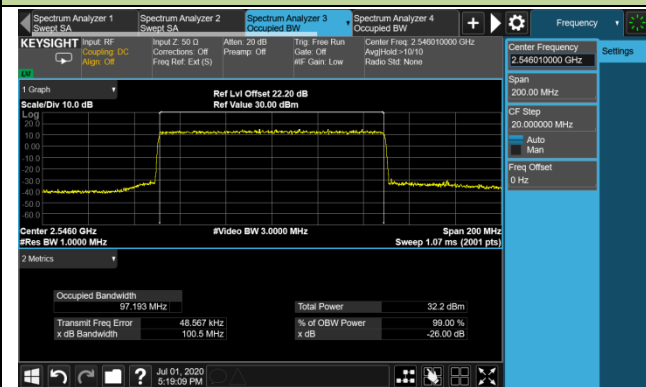 Spectrum Analyzer 1
Swept SA
Spectrum Analyzer 2
Swept SA
Spectrum Analyzer 3
Occupied BW
Spectrum Analyzer 4
Occupied BW
Frequency
KEYSIGHT
Input: RF
Coupling: DC
Align: Off
Input Z: 50 Ω
Corrections: Off
Freq Ref: Ext (S)
Atten: 20 dB
Preamp: Off
Trig: Free Run
Gate: Off
#IF Gain: Low
Center Freq: 2.546010000 GHz
Avg|Hold:>10/10
Radio Std: None
Center Frequency
2.546010000 GHz
Settings
Span
200.00 MHz
CF Step
20.000000 MHz
Auto
Man
Freq Offset
0 Hz
1 Graph
Scale/Div 10.0 dB
Ref Lvl Offset 22.20 dB
Ref Value 30.00 dBm
Log
20.0
10.0
0.00
-10.0
-20.0
-30.0
-40.0
-50.0
-60.0
Center 2.5460 GHz
#Video BW 3.0000 MHz
Span 200 MHz
#Res BW 1.0000 MHz
Sweep 1.07 ms (2001 pts)
2 Metrics
Occupied Bandwidth
97.193 MHz
Total Power
32.2 dBm
Transmit Freq Error
48.567 kHz
% of OBW Power
99.00 %
x dB Bandwidth
100.5 MHz
x dB
-26.00 dB
Jul 01, 2020
5:19:09 PM